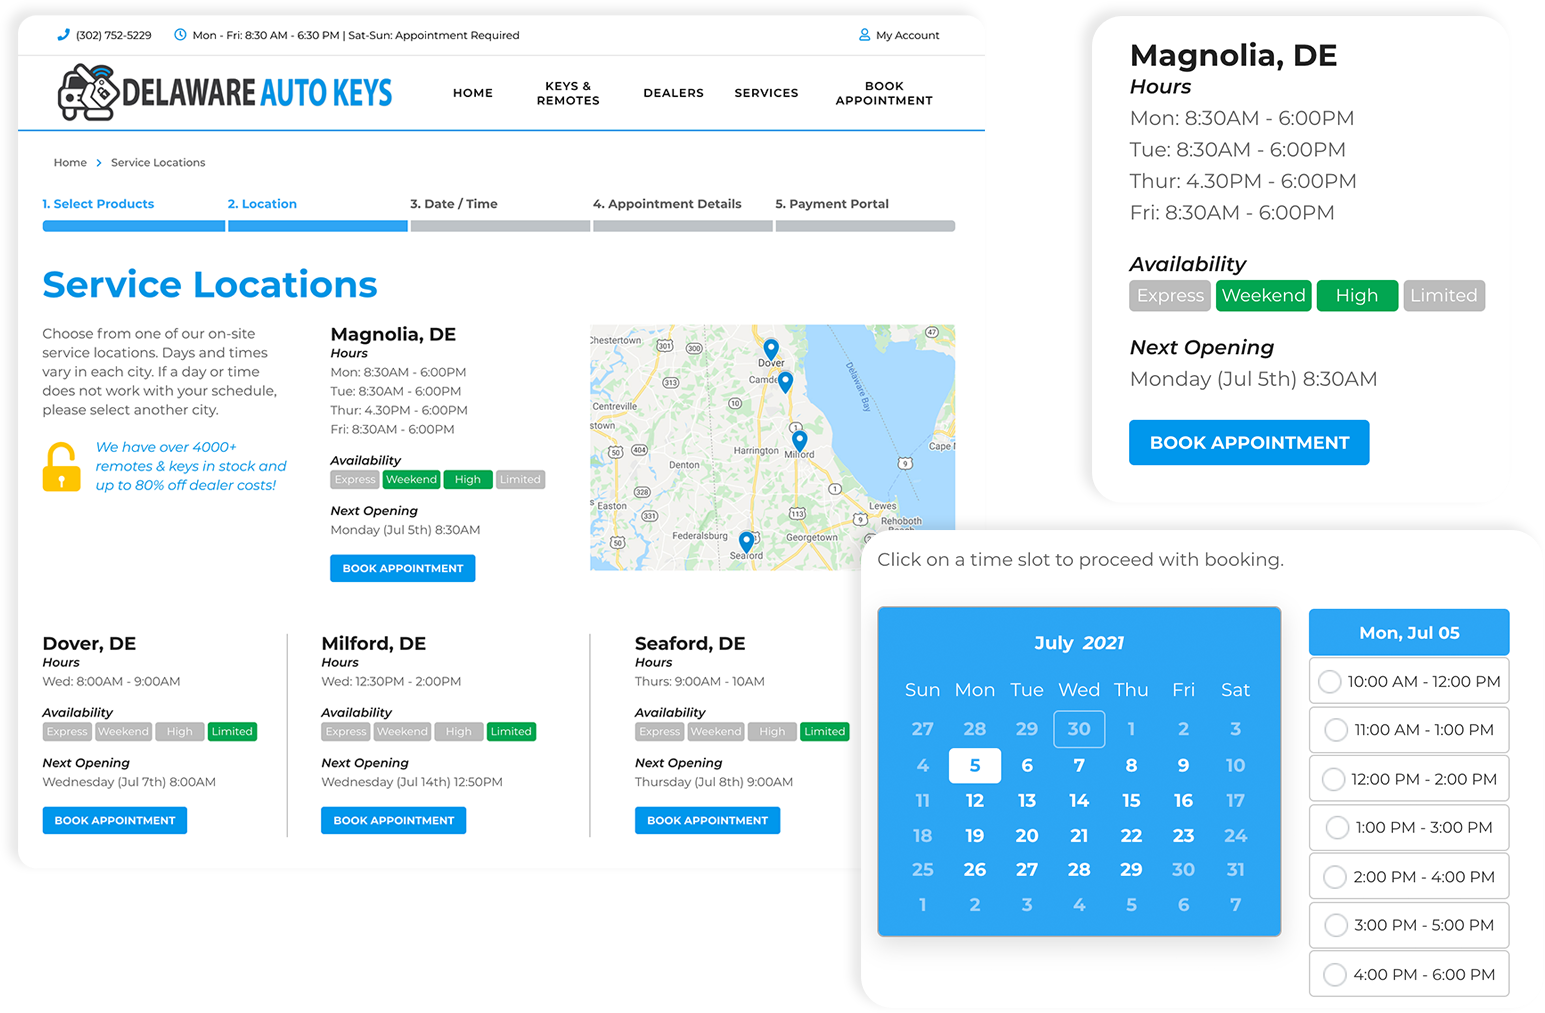 (302) 752-5229 Mon - Fri: 8:30 AM - 6:30 PM | Sat-Sun: Appointment Required My Account
DELAWARE AUTO KEYS
HOME
KEYS &
REMOTES
DEALERS
SERVICES
BOOK
APPOINTMENT
Home > Service Locations
1. Select Products 2. Location 3. Date / Time 4. Appointment Details 5. Payment Portal
Service Locations
Choose from one of our on-site
service locations. Days and times
vary in each city. If a day or time
does not work with your schedule,
please select another city.
We have over 4000+
remotes & keys in stock and
up to 80% off dealer costs!
Magnolia, DE
Hours
Mon: 8:30AM - 6:00PM
Tue: 8:30AM - 6:00PM
Thur: 4.30PM - 6:00PM
Fri: 8:30AM - 6:00PM
Availability
Express Weekend High Limited
Next Opening
Monday (Jul 5th) 8:30AM
BOOK APPOINTMENT
47
Chestertown
301
300
Dover
Camde
313
Delaware Bay
10
Centreville
stown
1
50
404
Harrington
Milford
Cape
9
Denton
328
1
Easton
331
113
Lewes
9
Rehoboth
Federalsburg
Georgetown
50
Seaford
Dover, DE
Hours
Wed: 8:00AM - 9:00AM
Availability
Express Weekend High Limited
Next Opening
Wednesday (Jul 7th) 8:00AM
BOOK APPOINTMENT
Milford, DE
Hours
Wed: 12:30PM - 2:00PM
Availability
Express Weekend High Limited
Next Opening
Wednesday (Jul 14th) 12:50PM
BOOK APPOINTMENT
Seaford, DE
Hours
Thurs: 9:00AM - 10AM
Availability
Express Weekend High Limited
Next Opening
Thursday (Jul 8th) 9:00AM
BOOK APPOINTMENT
Magnolia, DE
Hours
Mon: 8:30AM - 6:00PM
Tue: 8:30AM - 6:00PM
Thur: 4.30PM - 6:00PM
Fri: 8:30AM - 6:00PM
Availability
Express Weekend High Limited
Next Opening
Monday (Jul 5th) 8:30AM
BOOK APPOINTMENT
Click on a time slot to proceed with booking.
July 2021
Sun Mon Tue Wed Thu Fri Sat
27 28 29 30 1 2 3
4 5 6 7 8 9 10
11 12 13 14 15 16 17
18 19 20 21 22 23 24
25 26 27 28 29 30 31
1 2 3 4 5 6 7
Mon, Jul 05
10:00 AM - 12:00 PM
11:00 AM - 1:00 PM
12:00 PM - 2:00 PM
1:00 PM - 3:00 PM
2:00 PM - 4:00 PM
3:00 PM - 5:00 PM
4:00 PM - 6:00 PM